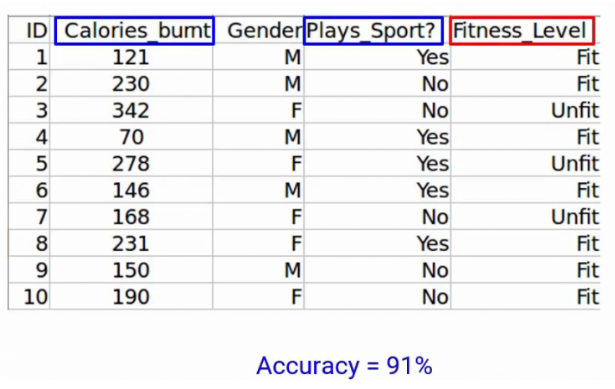 ID Calories_burnt Gender Plays_Sport? Fitness_Level
1 121 M Yes Fit
2 230 M No Fit
3 342 F No Unfit
4 70 M Yes Fit
5 278 F Yes Unfit
6 146 M Yes Fit
7 168 F No Unfit
8 231 F Yes Fit
9 150 M No Fit
10 190 F No Fit
Accuracy = 91%